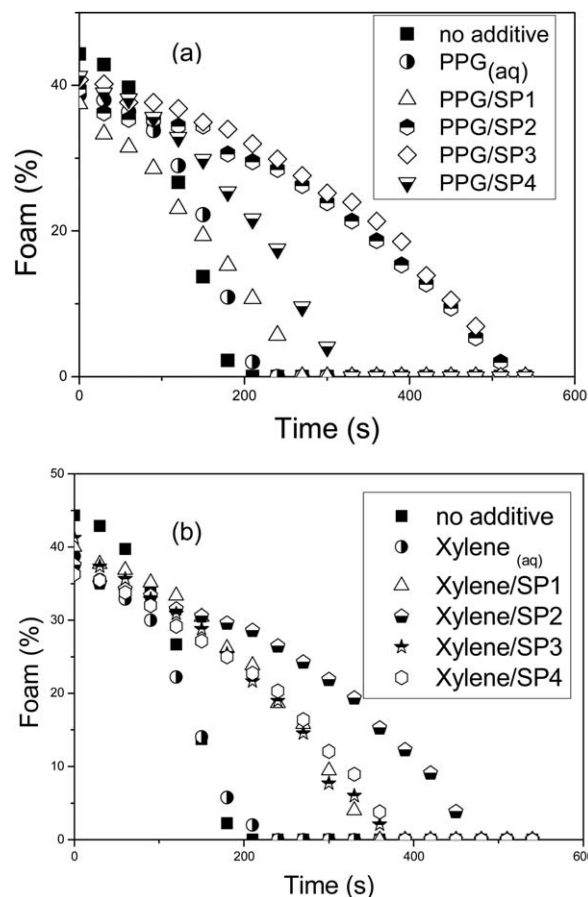 (a)
no additive
PPG(aq)
PPG/SP1
PPG/SP2
PPG/SP3
PPG/SP4
40
20
0
Foam (%)
0
200
400
600
Time (s)
(b)
no additive
Xylene (aq)
Xylene/SP1
Xylene/SP2
Xylene/SP3
Xylene/SP4
50
40
30
20
10
0
Foam (%)
0
200
400
600
Time (s)